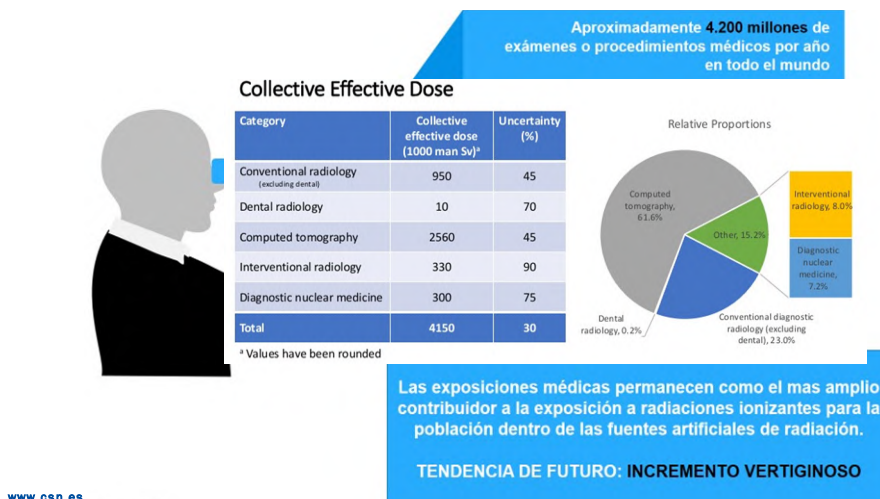 Aproximadamente 4.200 millones de
exámenes o procedimientos médicos por año
en todo el mundo
Collective Effective Dose
Category Collective effective dose (1000 man Sv)ᵃ Uncertainty (%)
Conventional radiology (excluding dental) 950 45
Dental radiology 10 70
Computed tomography 2560 45
Interventional radiology 330 90
Diagnostic nuclear medicine 300 75
Total 4150 30
ᵃ Values have been rounded
Relative Proportions
Computed
tomography,
61.6%
Other, 15.2%
Interventional
radiology, 8.0%
Diagnostic
nuclear
medicine,
7.2%
Dental
radiology, 0.2%
Conventional diagnostic
radiology (excluding
dental), 23.0%
Las exposiciones médicas permanecen como el mas amplio
contribuidor a la exposición a radiaciones ionizantes para la
población dentro de las fuentes artificiales de radiación.
TENDENCIA DE FUTURO: INCREMENTO VERTIGINOSO
www.csn.es